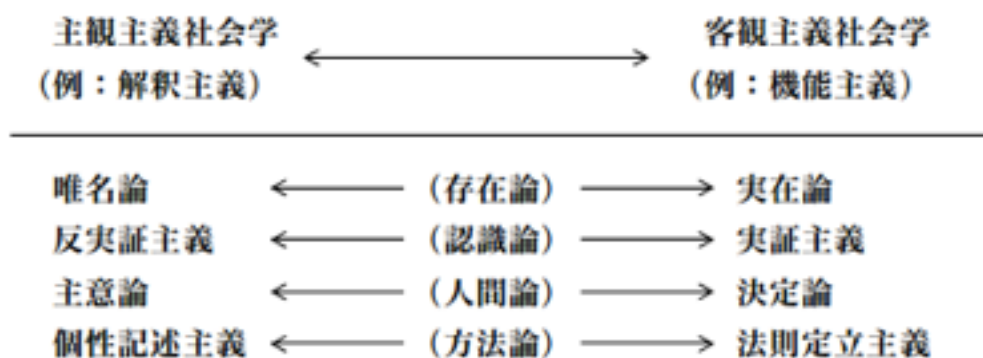 主観主義社会学 客観主義社会学
(例：解釈主義) (例：機能主義)
唯名論 (存在論) 実在論
反実証主義 (認識論) 実証主義
主意論 (人間論) 決定論
個性記述主義 (方法論) 法則定立主義